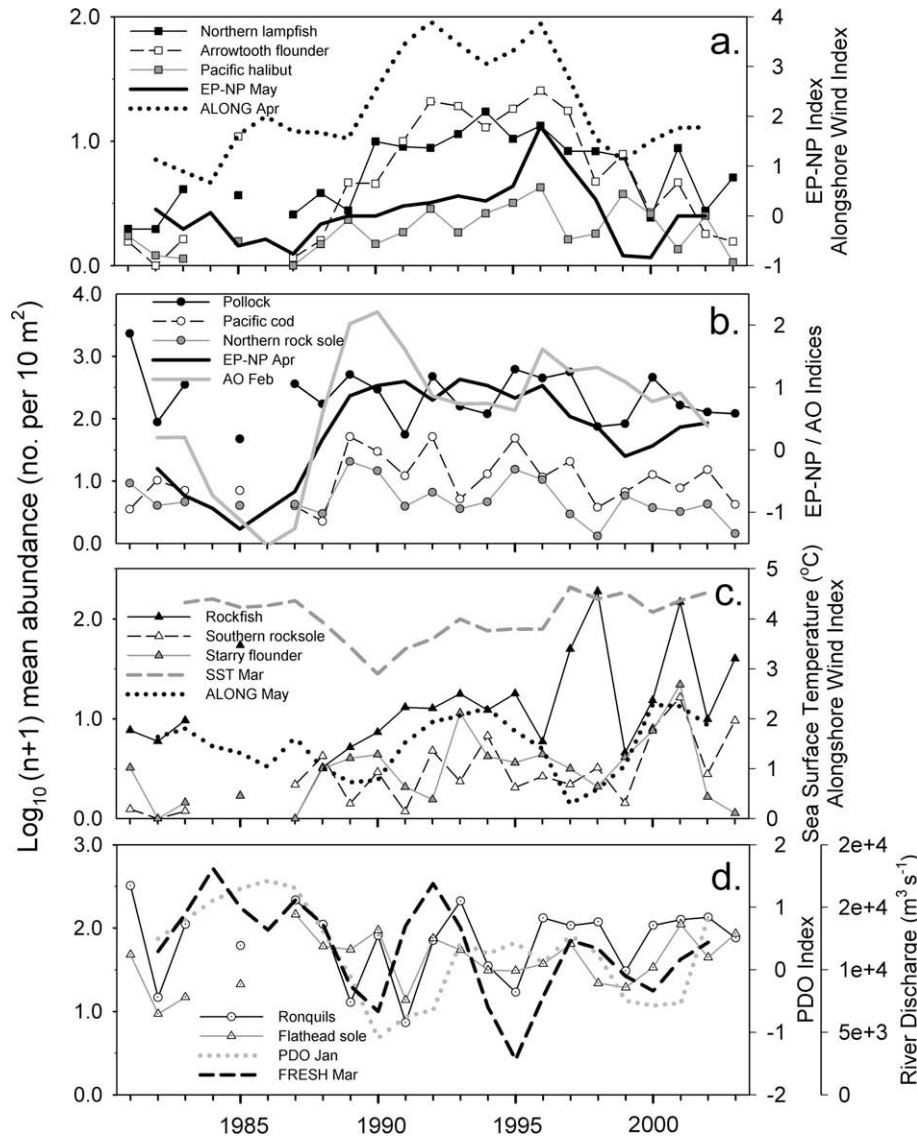 2.0
1.0
0.0
Northern lampfish
Arrowtooth flounder
Pacific halibut
EP-NP May
ALONG Apr
a.
4
3
2
1
0
-1
EP-NP Index
Alongshore Wind Index
4.0
3.0
2.0
1.0
0.0
Pollock
Pacific cod
Northern rock sole
EP-NP Apr
AO Feb
b.
2
1
0
-1
EP-NP / AO Indices
Log10 (n+1) mean abundance (no. per 10 m²)
2.0
1.0
0.0
Rockfish
Southern rocksole
Starry flounder
SST Mar
ALONG May
c.
5
4
3
2
1
0
Sea Surface Temperature (°C)
Alongshore Wind Index
3.0
2.0
1.0
0.0
Ronquils
Flathead sole
PDO Jan
FRESH Mar
d.
2
1
0
-1
-2
PDO Index
2e+4
2e+4
1e+4
5e+3
0
River Discharge (m³ s⁻¹)
1985 1990 1995 2000